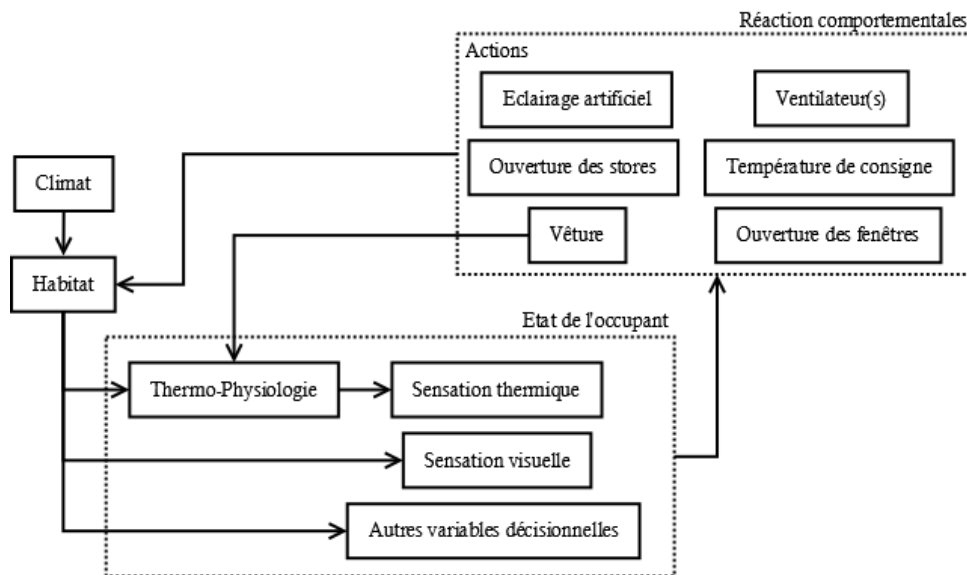 Réaction comportementales
Actions
Eclairage artificiel
Ventilateur(s)
Ouverture des stores
Température de consigne
Climat
Vêture
Ouverture des fenêtres
Habitat
Etat de l'occupant
Thermo-Physiologie
Sensation thermique
Sensation visuelle
Autres variables décisionnelles